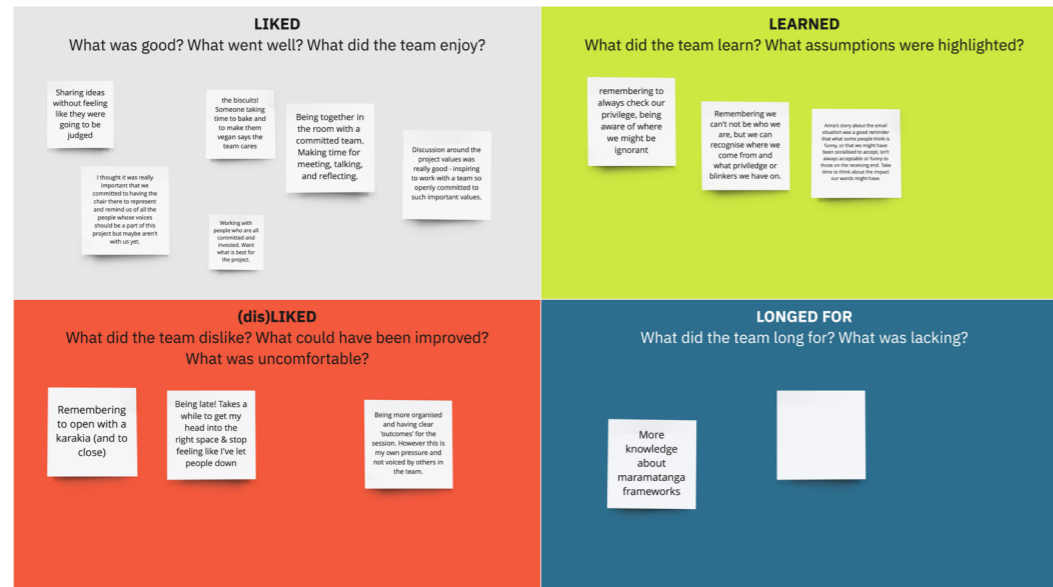 LIKED
What was good? What went well? What did the team enjoy?
Sharing ideas
without feeling
like they were
going to be
judged
the biscuits!
Someone taking
time to bake and
to make them
vegan says the
team cares
Being together in
the room with a
committed team.
Making time for
meeting, talking,
and reflecting.
Discussion around the
project values was
really good - inspiring
to work with a team so
openly committed to
such important values.
I thought it was really
important that we
committed to having the
chair there to represent
and remind us of all the
people whose voices
should be a part of this
project but maybe aren't
with us yet.
Working with
people who are all
committed and
invested. Want
what is best for
the project.
LEARNED
What did the team learn? What assumptions were highlighted?
remembering to
always check our
privilege, being
aware of where
we might be
ignorant
Remembering we
can't not be who we
are, but we can
recognise where we
come from and
what priviledge or
blinkers we have on.
Anna's story about the email
situation was a good reminder
that what some people think is
funny, or that we might have
been socialised to accept, isn't
always acceptable or funny to
those on the receiving end. Take
time to think about the impact
our words might have.
(dis)LIKED
What did the team dislike? What could have been improved?
What was uncomfortable?
Remembering
to open with a
karakia (and to
close)
Being late! Takes a
while to get my
head into the
right space & stop
feeling like I've let
people down
Being more organised
and having clear
'outcomes' for the
session. However this is
my own pressure and
not voiced by others in
the team.
LONGED FOR
What did the team long for? What was lacking?
More
knowledge
about
maramatanga
frameworks